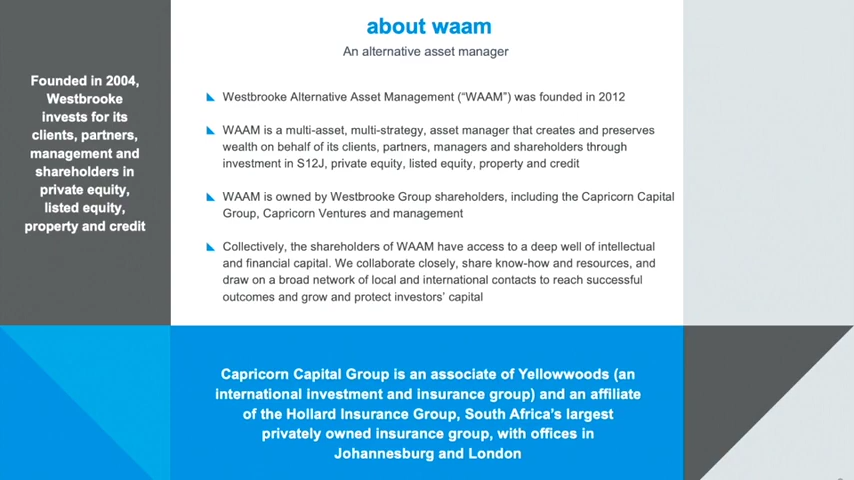 about waam
An alternative asset manager
Founded in 2004,
Westbrooke
invests for its
clients, partners,
management and
shareholders in
private equity,
listed equity,
property and credit
Westbrooke Alternative Asset Management (“WAAM”) was founded in 2012
WAAM is a multi-asset, multi-strategy, asset manager that creates and preserves
wealth on behalf of its clients, partners, managers and shareholders through
investment in S12J, private equity, listed equity, property and credit
WAAM is owned by Westbrooke Group shareholders, including the Capricorn Capital
Group, Capricorn Ventures and management
Collectively, the shareholders of WAAM have access to a deep well of intellectual
and financial capital. We collaborate closely, share know-how and resources, and
draw on a broad network of local and international contacts to reach successful
outcomes and grow and protect investors’ capital
Capricorn Capital Group is an associate of Yellowwoods (an
international investment and insurance group) and an affiliate
of the Hollard Insurance Group, South Africa’s largest
privately owned insurance group, with offices in
Johannesburg and London